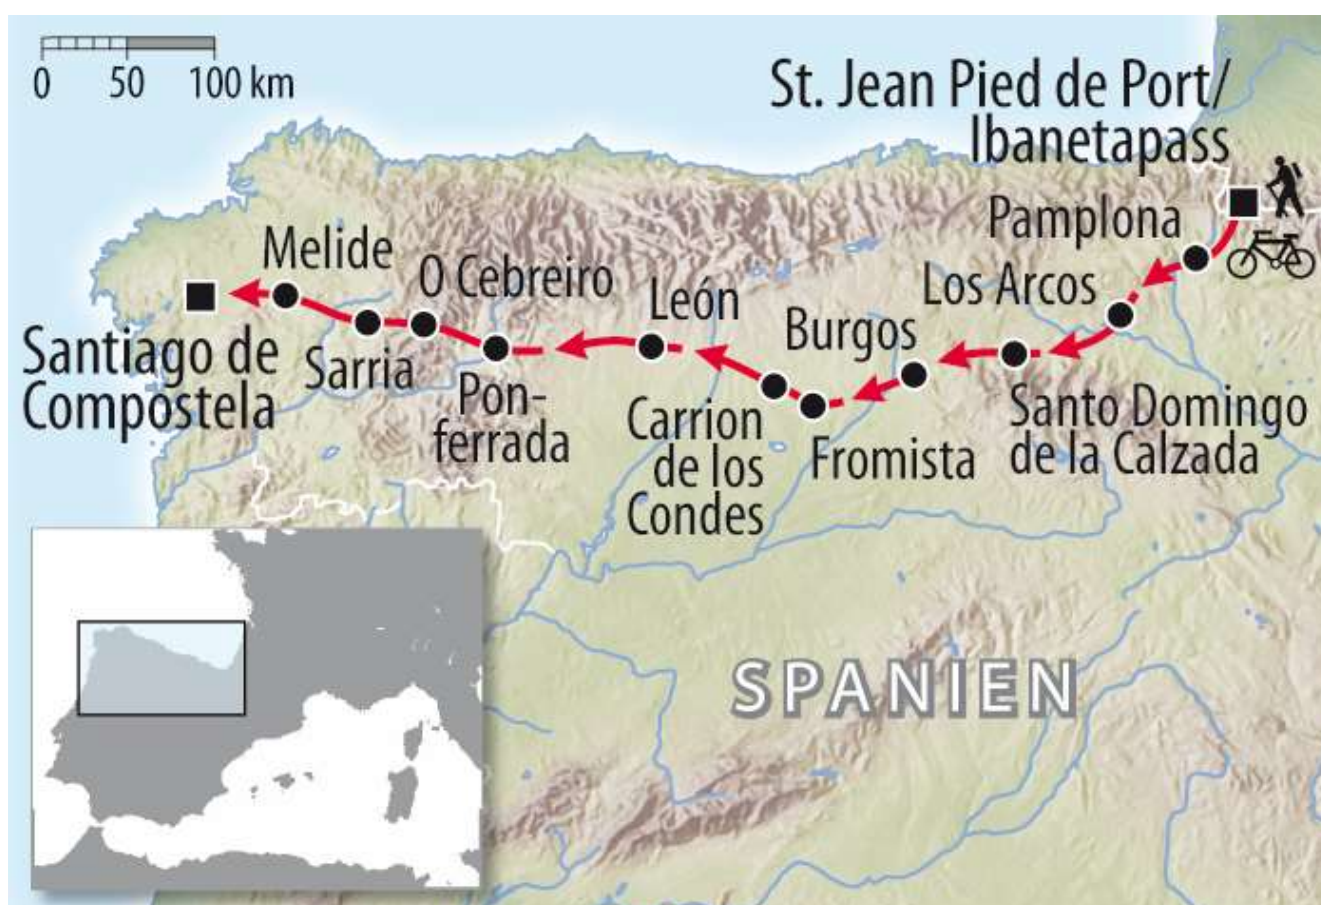 0 50 100 km
St. Jean Pied de Port/
Ibanetapass
Pamplona
Los Arcos
Santo Domingo
de la Calzada
Burgos
Fromista
Carrion
de los
Condes
León
Pon-
ferrada
O Cebreiro
Sarria
Melide
Santiago de
Compostela
SPANIEN